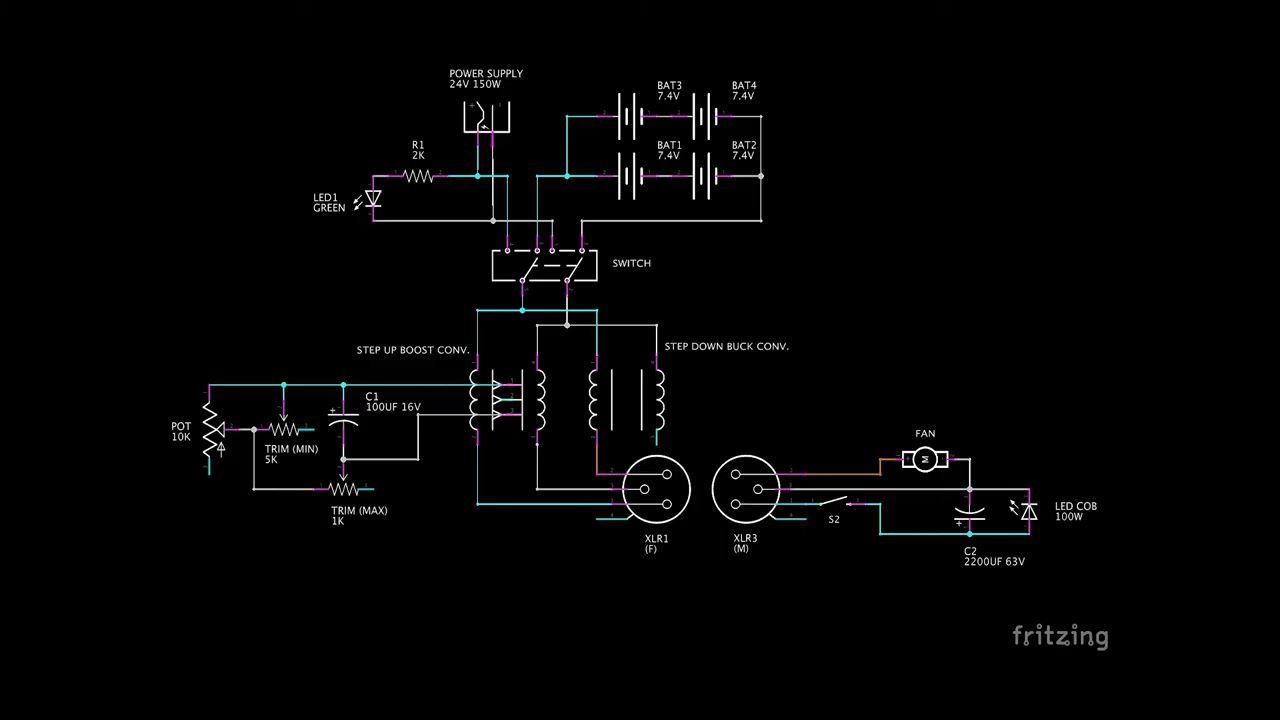 POWER SUPPLY
24V 150W
BAT3
7.4V
BAT4
7.4V
R1
2K
BAT1
7.4V
BAT2
7.4V
LED1
GREEN
SWITCH
STEP UP BOOST CONV.
STEP DOWN BUCK CONV.
C1
100UF 16V
POT
10K
TRIM (MIN)
5K
FAN
M
TRIM (MAX)
1K
S2
LED COB
100W
XLR1
(F)
XLR3
(M)
C2
2200UF 63V
fritzing